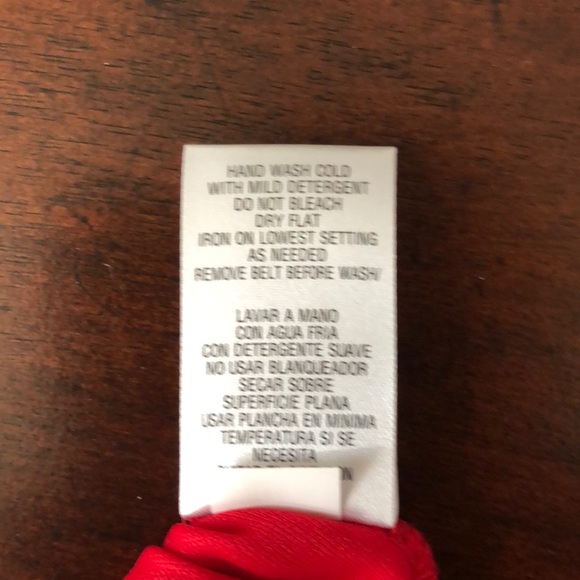 HAND WASH COLD
WITH MILD DETERGENT
DO NOT BLEACH
DRY FLAT
IRON ON LOWEST SETTING
AS NEEDED
REMOVE BELT BEFORE WASH/
LAVAR A MANO
CON AGUA FRIA
CON DETERGENTE SUAVE
NO USAR BLANQUEADOR
SECAR SOBRE
SUPERFICIE PLANA
USAR PLANCHA EN MINIMA
TEMPERATURA SI SE
NECESITA